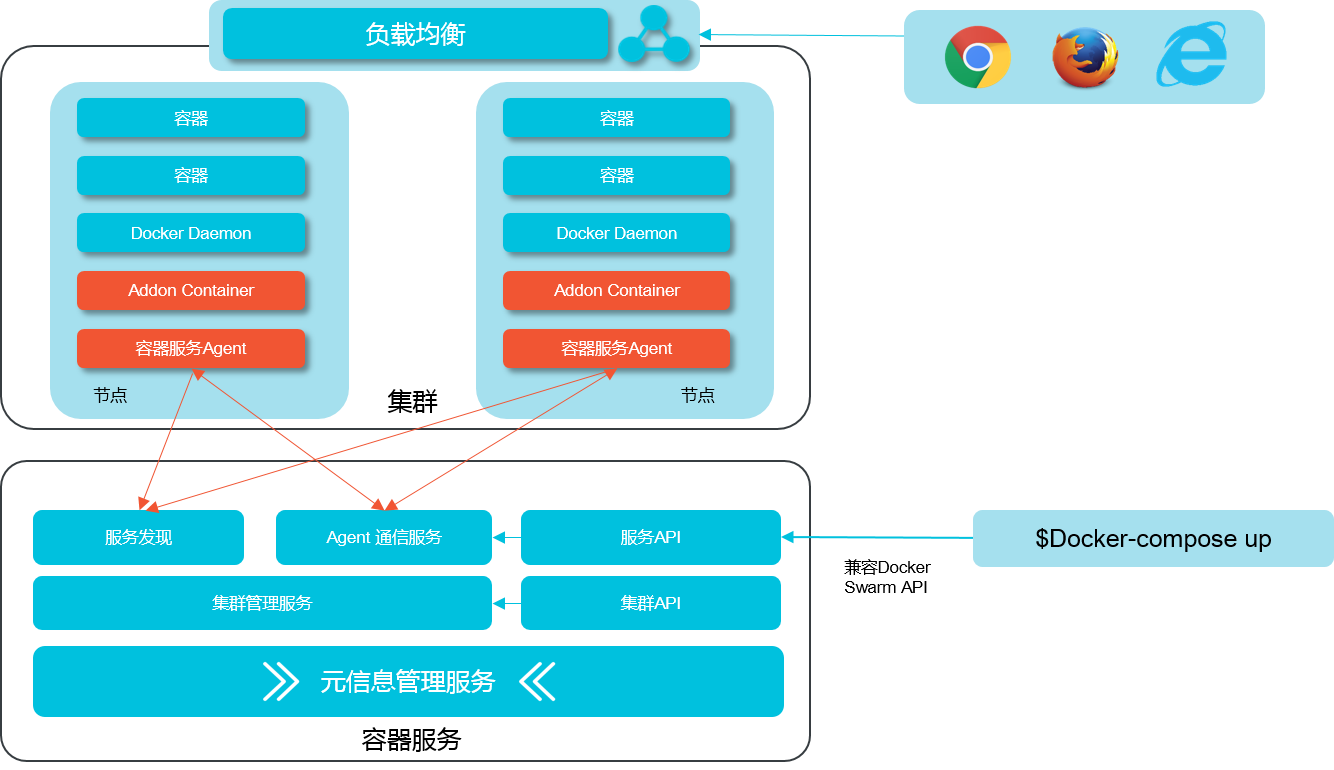 负载均衡
容器
容器
Docker Daemon
Addon Container
容器服务Agent
节点
容器
容器
Docker Daemon
Addon Container
容器服务Agent
节点
集群
服务发现
Agent 通信服务
服务API
$Docker-compose up
兼容Docker
Swarm API
集群管理服务
集群API
元信息管理服务
容器服务